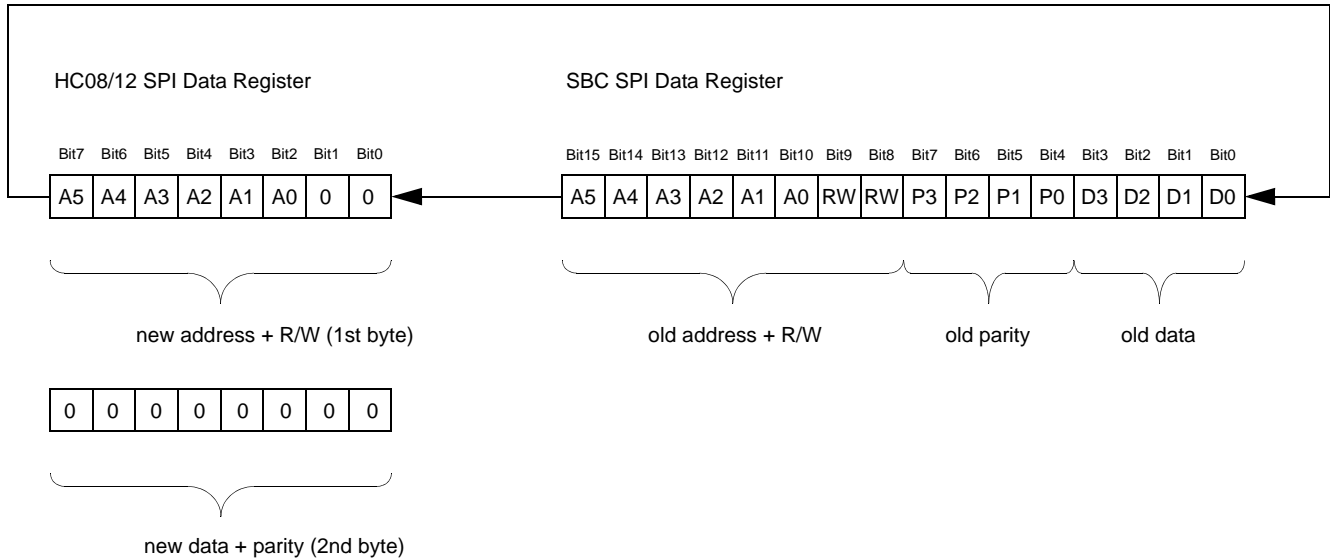 HC08/12 SPI Data Register
SBC SPI Data Register
Bit7 Bit6 Bit5 Bit4 Bit3 Bit2 Bit1 Bit0
Bit15 Bit14 Bit13 Bit12 Bit11 Bit10 Bit9 Bit8 Bit7 Bit6 Bit5 Bit4 Bit3 Bit2 Bit1 Bit0
A5 A4 A3 A2 A1 A0 0 0
A5 A4 A3 A2 A1 A0 RW RW P3 P2 P1 P0 D3 D2 D1 D0
new address + R/W (1st byte)
old address + R/W
old parity
old data
0 0 0 0 0 0 0 0
new data + parity (2nd byte)